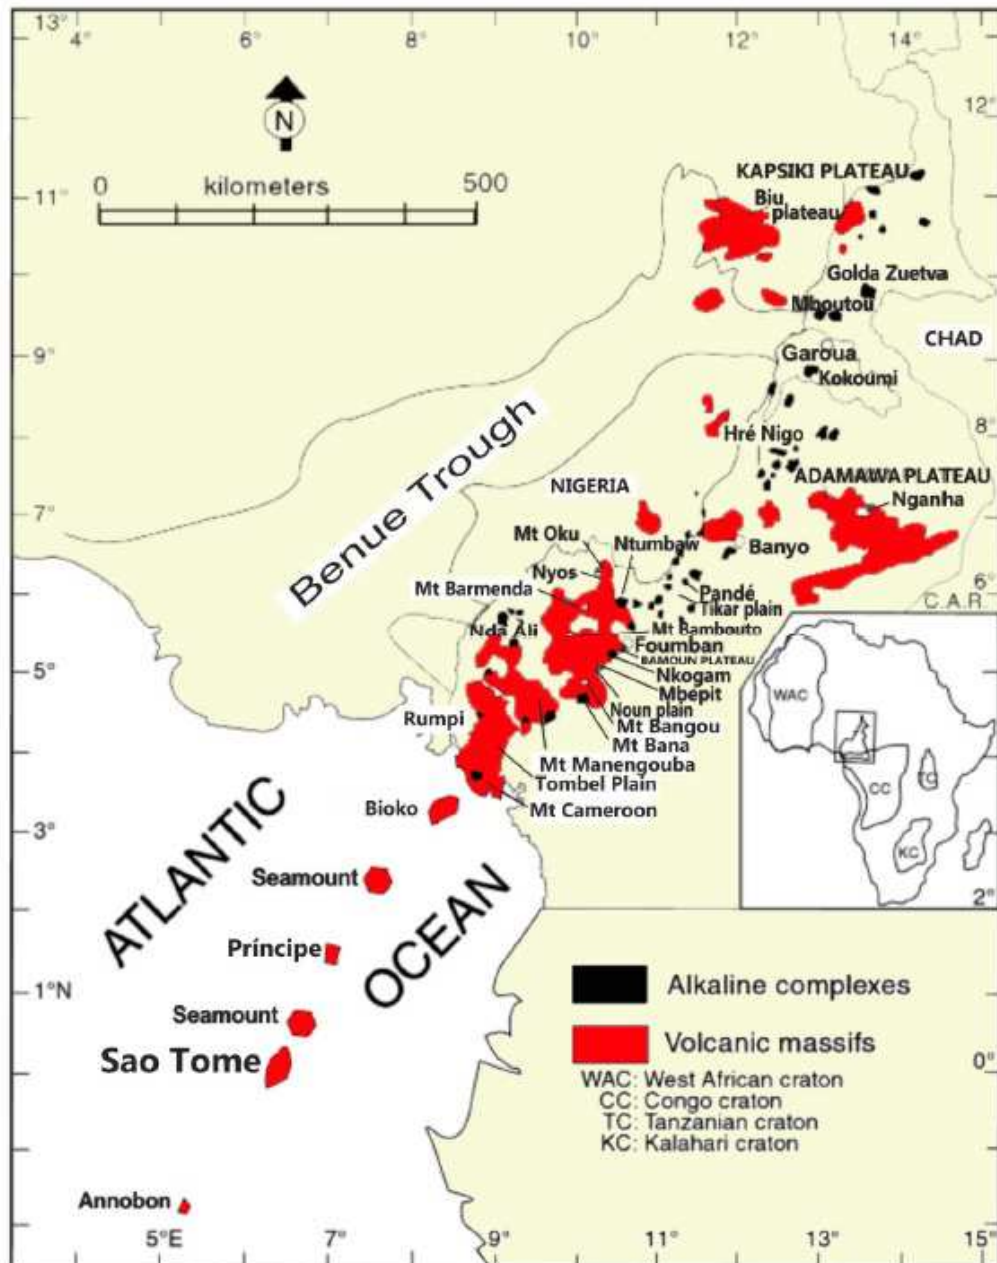 13°
4°
6°
8°
10°
12°
14°
N
12°
0 kilometers 500
KAPSIKI PLATEAU
11°
Biu
plateau
Golda Zuetva
Mboutou
9°
CHAD
Garoua
Kokoumi
8°
Hré Nigo
Benue Trough
ADAMAWA PLATEAU
NIGERIA
Nganha
7°
Mt Oku
Ntumbaw
Banyo
Nyos
Mt Barmenda
Pandé
6°
Tikar plain
C.A.R.
Nda Ali
Mt Bambouto
Foumban
BAMOUN PLATEAU
5°
Nkogam
Mbepit
Noun plain
Rumpi
Mt Bangou
Mt Bana
Mt Manengouba
Tombel Plain
Mt Cameroon
Bioko
3°
WAC
CC
TC
KC
2°
ATLANTIC
OCEAN
Seamount
Príncipe
1°N
Seamount
Sao Tome
Alkaline complexes
Volcanic massifs
0°
WAC: West African craton
CC: Congo craton
TC: Tanzanian craton
KC: Kalahari craton
Annobon
5°E
7°
9°
11°
13°
15°